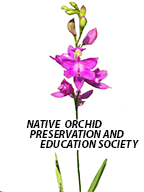 NATIVE ORCHID
PRESERVATION AND
EDUCATION SOCIETY